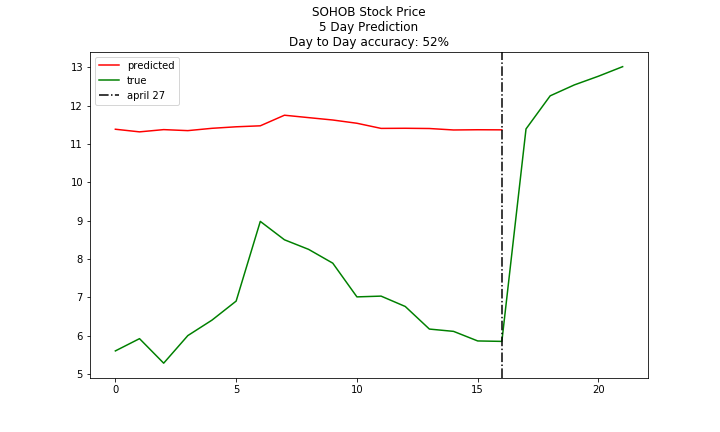 SOHOB Stock Price
5 Day Prediction
Day to Day accuracy: 52%
predicted
true
april 27
13
12
11
10
9
8
7
6
5
0
5
10
15
20